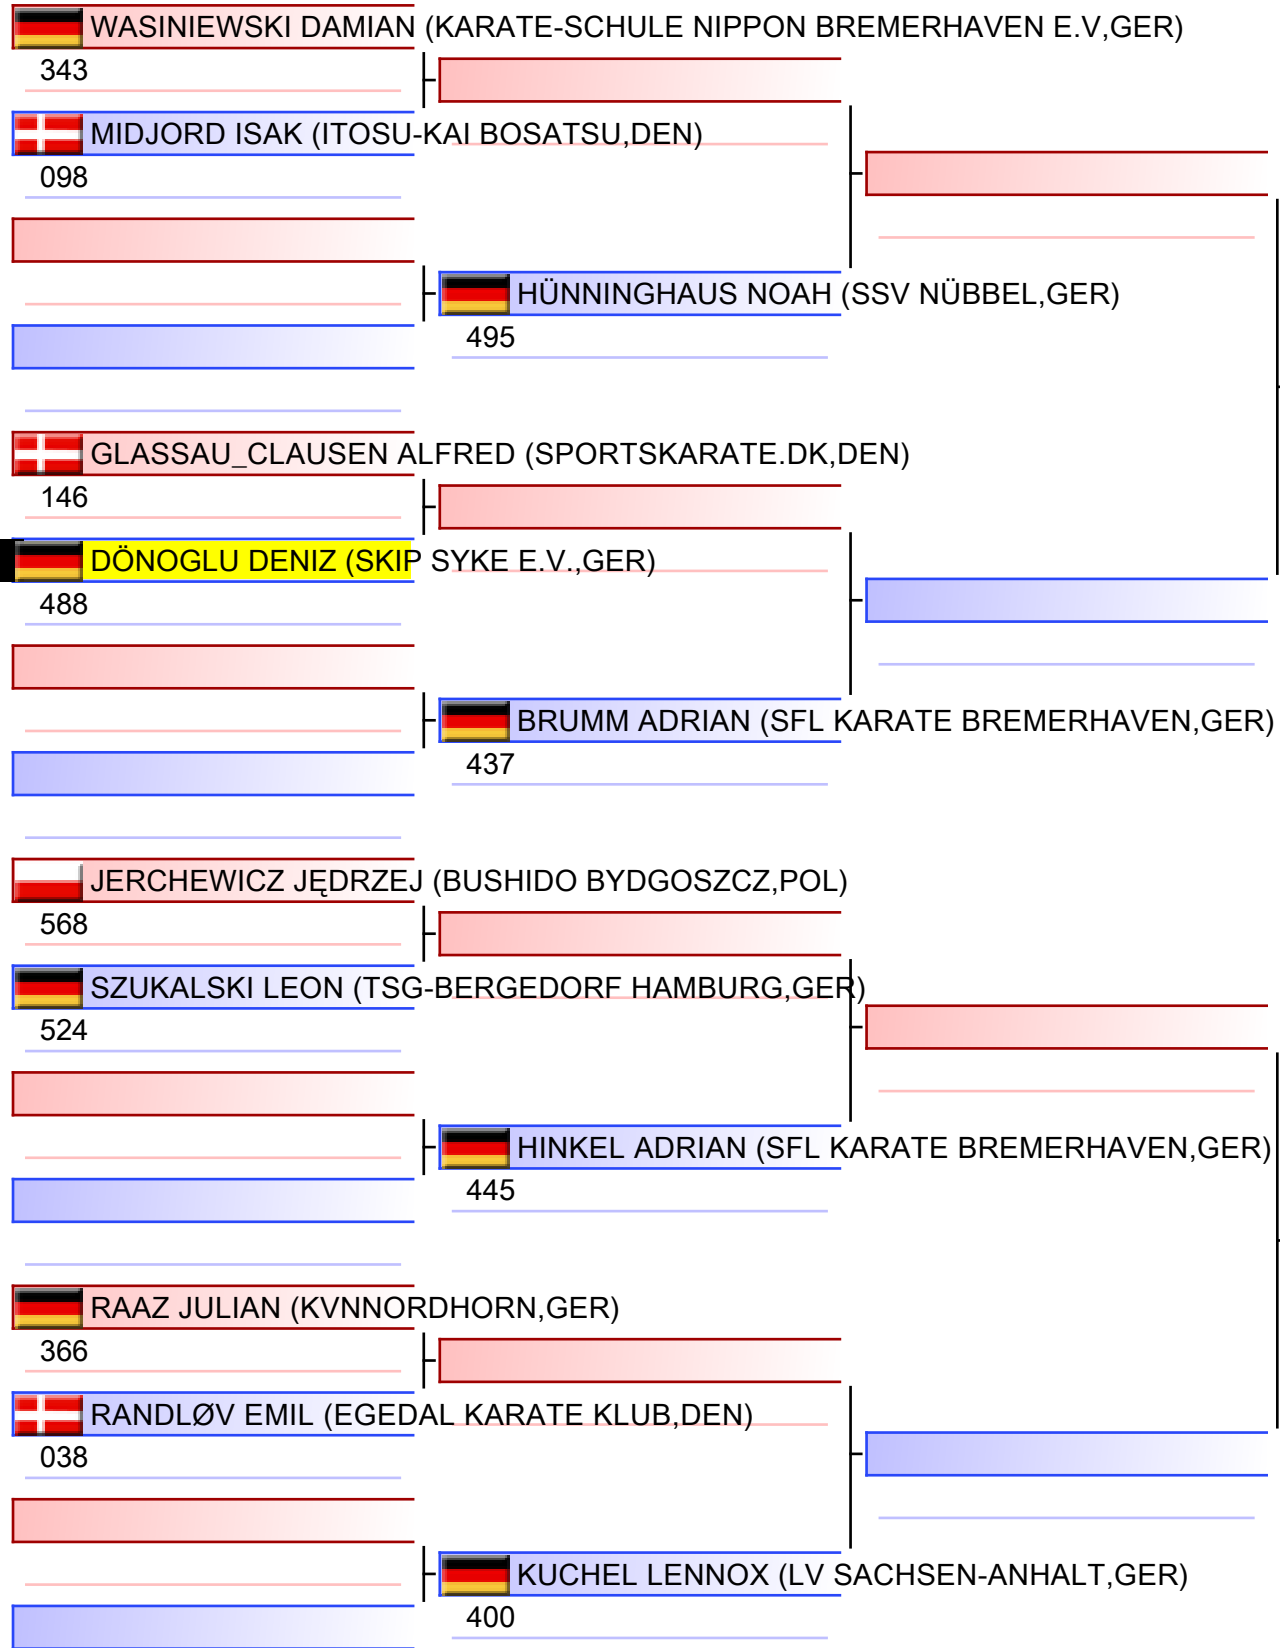 WASINIEWSKI DAMIAN (KARATE-SCHULE NIPPON BREMERHAVEN E.V,GER)
343
MIDJORD ISAK (ITOSU-KAI BOSATSU,DEN)
098
HÜNNINGHAUS NOAH (SSV NÜBBEL,GER)
495
GLASSAU_CLAUSEN ALFRED (SPORTSKARATE.DK,DEN)
146
DÖNOGLU DENIZ (SKIP SYKE E.V.,GER)
488
BRUMM ADRIAN (SFL KARATE BREMERHAVEN,GER)
437
JERCHEWICZ JĘDRZEJ (BUSHIDO BYDGOSZCZ,POL)
568
SZUKALSKI LEON (TSG-BERGEDORF HAMBURG,GER)
524
HINKEL ADRIAN (SFL KARATE BREMERHAVEN,GER)
445
RAAZ JULIAN (KVNNORDHORN,GER)
366
RANDLØV EMIL (EGEDAL KARATE KLUB,DEN)
038
KUCHEL LENNOX (LV SACHSEN-ANHALT,GER)
400